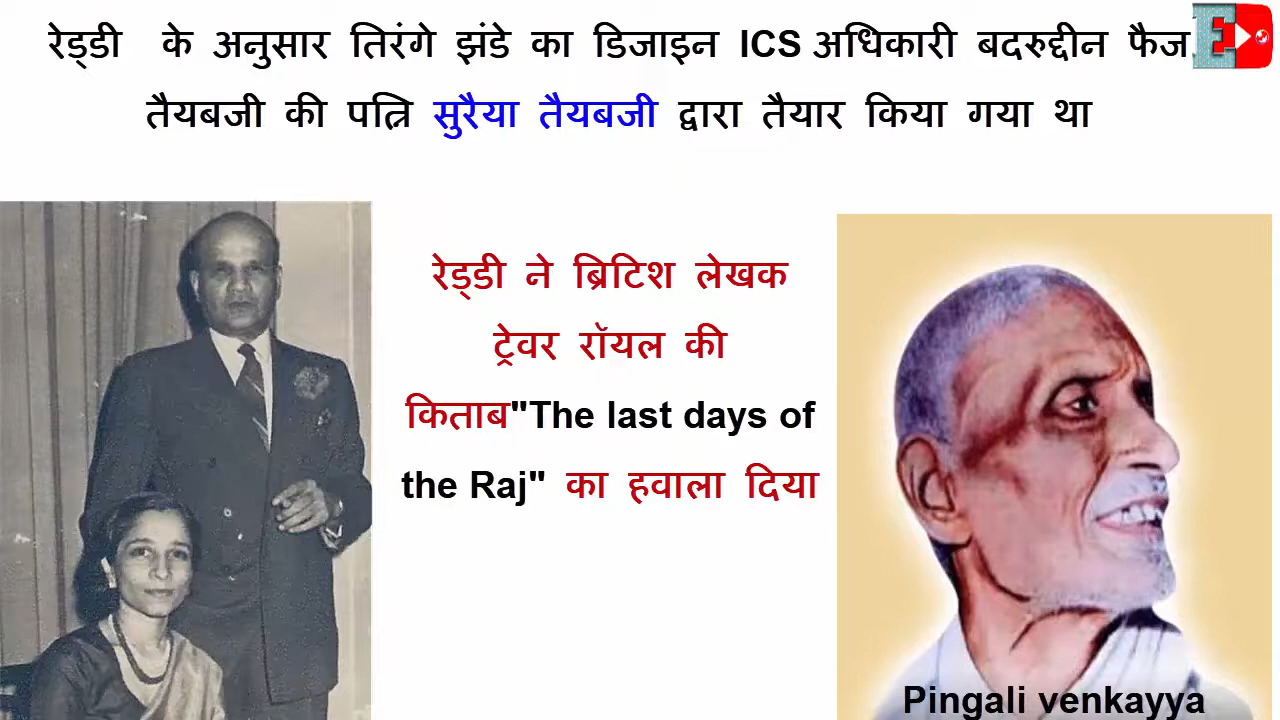 रेड्डी के अनुसार तिरंगे झंडे का डिजाइन ICS अधिकारी बदरुद्दीन फैज
तैयबजी की पत्नि सुरैया तैयबजी द्वारा तैयार किया गया था
रेड्डी ने ब्रिटिश लेखक
ट्रेवर रॉयल की
किताब"The last days of
the Raj" का हवाला दिया
Pingali venkayya